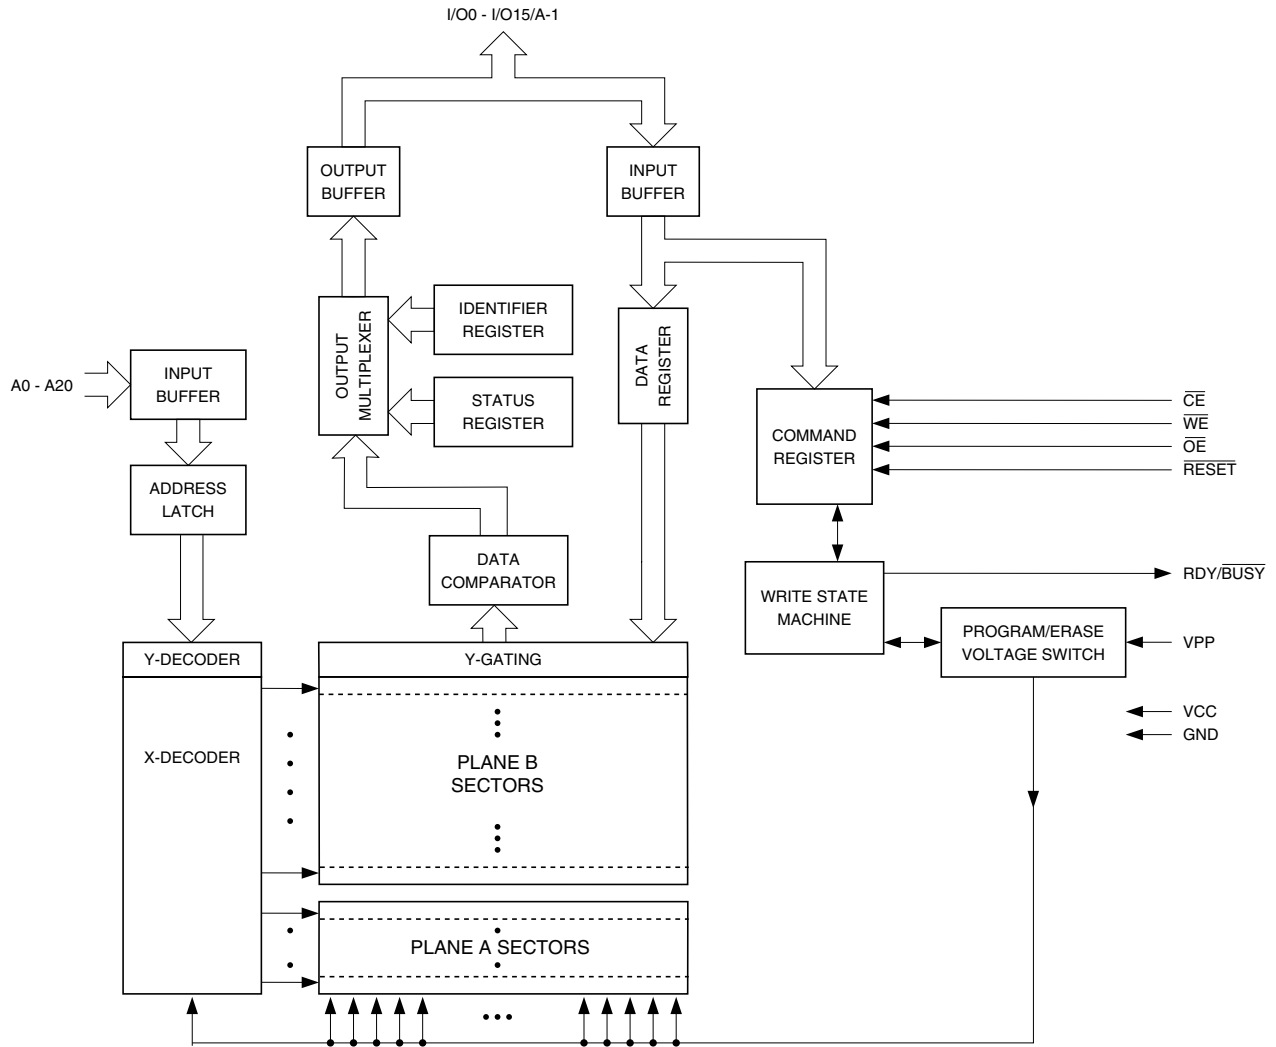 I/O0 - I/O15/A-1
OUTPUT
BUFFER
INPUT
BUFFER
IDENTIFIER
REGISTER
OUTPUT
MULTIPLEXER
DATA
REGISTER
A0 - A20
INPUT
BUFFER
STATUS
REGISTER
COMMAND
REGISTER
CE
WE
OE
RESET
ADDRESS
LATCH
DATA
COMPARATOR
WRITE STATE
MACHINE
RDY/BUSY
PROGRAM/ERASE
VOLTAGE SWITCH
VPP
VCC
GND
Y-DECODER
Y-GATING
X-DECODER
PLANE B
SECTORS
PLANE A SECTORS